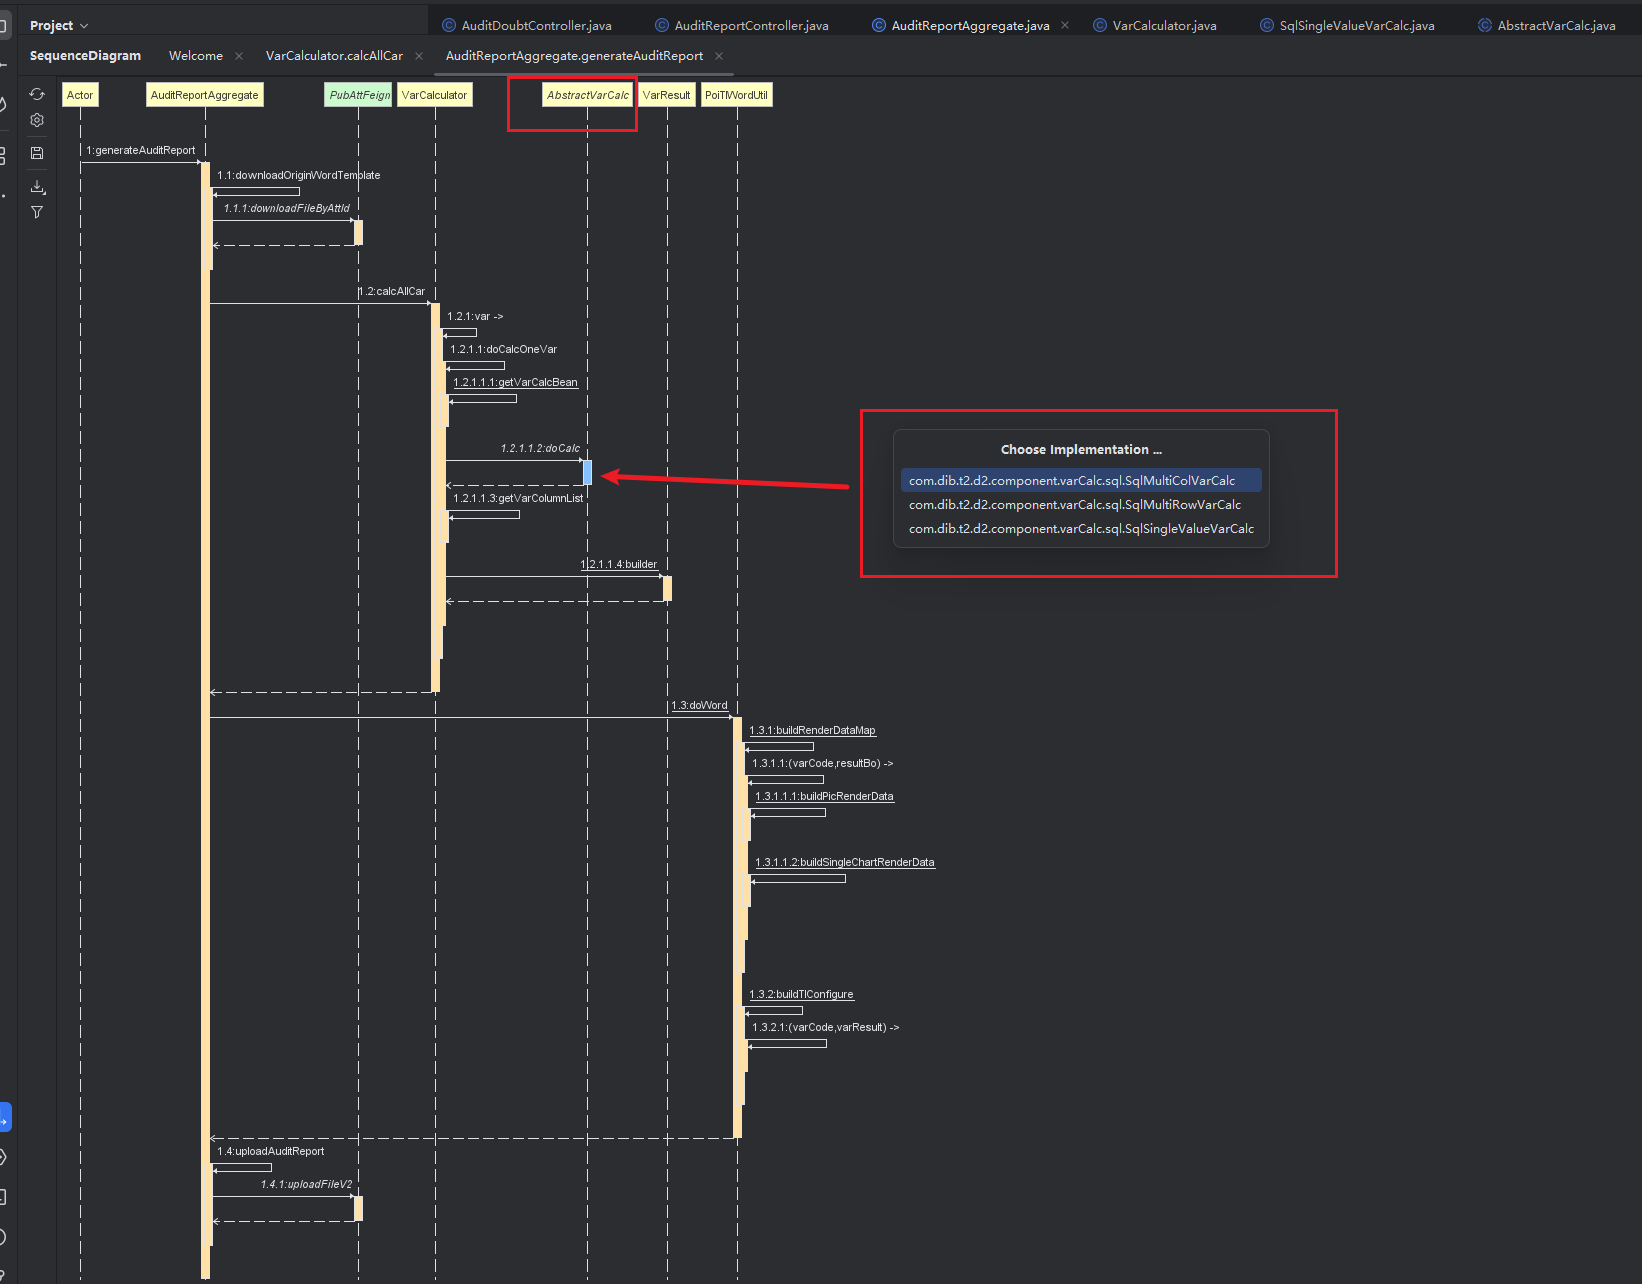 Project
AuditDoubtController.java
AuditReportController.java
AuditReportAggregate.java
VarCalculator.java
SqlSingleValueVarCalc.java
AbstractVarCalc.java
SequenceDiagram
Welcome
VarCalculator.calcAllCar
AuditReportAggregate.generateAuditReport
Actor
AuditReportAggregate
PubAttFeign
VarCalculator
AbstractVarCalc
VarResult
PoiTlWordUtil
1:generateAuditReport
1.1:downloadOriginWordTemplate
1.1.1:downloadFileByAttId
1.2:calcAllCar
1.2.1:var ->
1.2.1.1:doCalcOneVar
1.2.1.1.1:getVarCalcBean
1.2.1.1.2:doCalc
1.2.1.1.3:getVarColumnList
1.2.1.1.4:builder
Choose Implementation ...
com.dib.t2.d2.component.varCalc.sql.SqlMultiColVarCalc
com.dib.t2.d2.component.varCalc.sql.SqlMultiRowVarCalc
com.dib.t2.d2.component.varCalc.sql.SqlSingleValueVarCalc
1.3:doWord
1.3.1:buildRenderDataMap
1.3.1.1:(varCode,resultBo) ->
1.3.1.1.1:buildPicRenderData
1.3.1.1.2:buildSingleChartRenderData
1.3.2:buildTlConfigure
1.3.2.1:(varCode,varResult) ->
1.4:uploadAuditReport
1.4.1:uploadFileV2